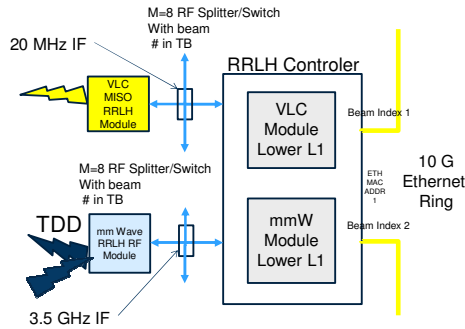 M=8 RF Splitter/Switch
With beam
# in TB
20 MHz IF
RRLH Controler
VLC
MISO
RRLH
Module
VLC
Module
Lower L1
Beam Index 1
M=8 RF Splitter/Switch
With beam
# in TB
ETH
MAC
ADDR
1
10 G
Ethernet
Ring
TDD
mm Wave
RRLH RF
Module
mmW
Module
Lower L1
Beam Index 2
3.5 GHz IF